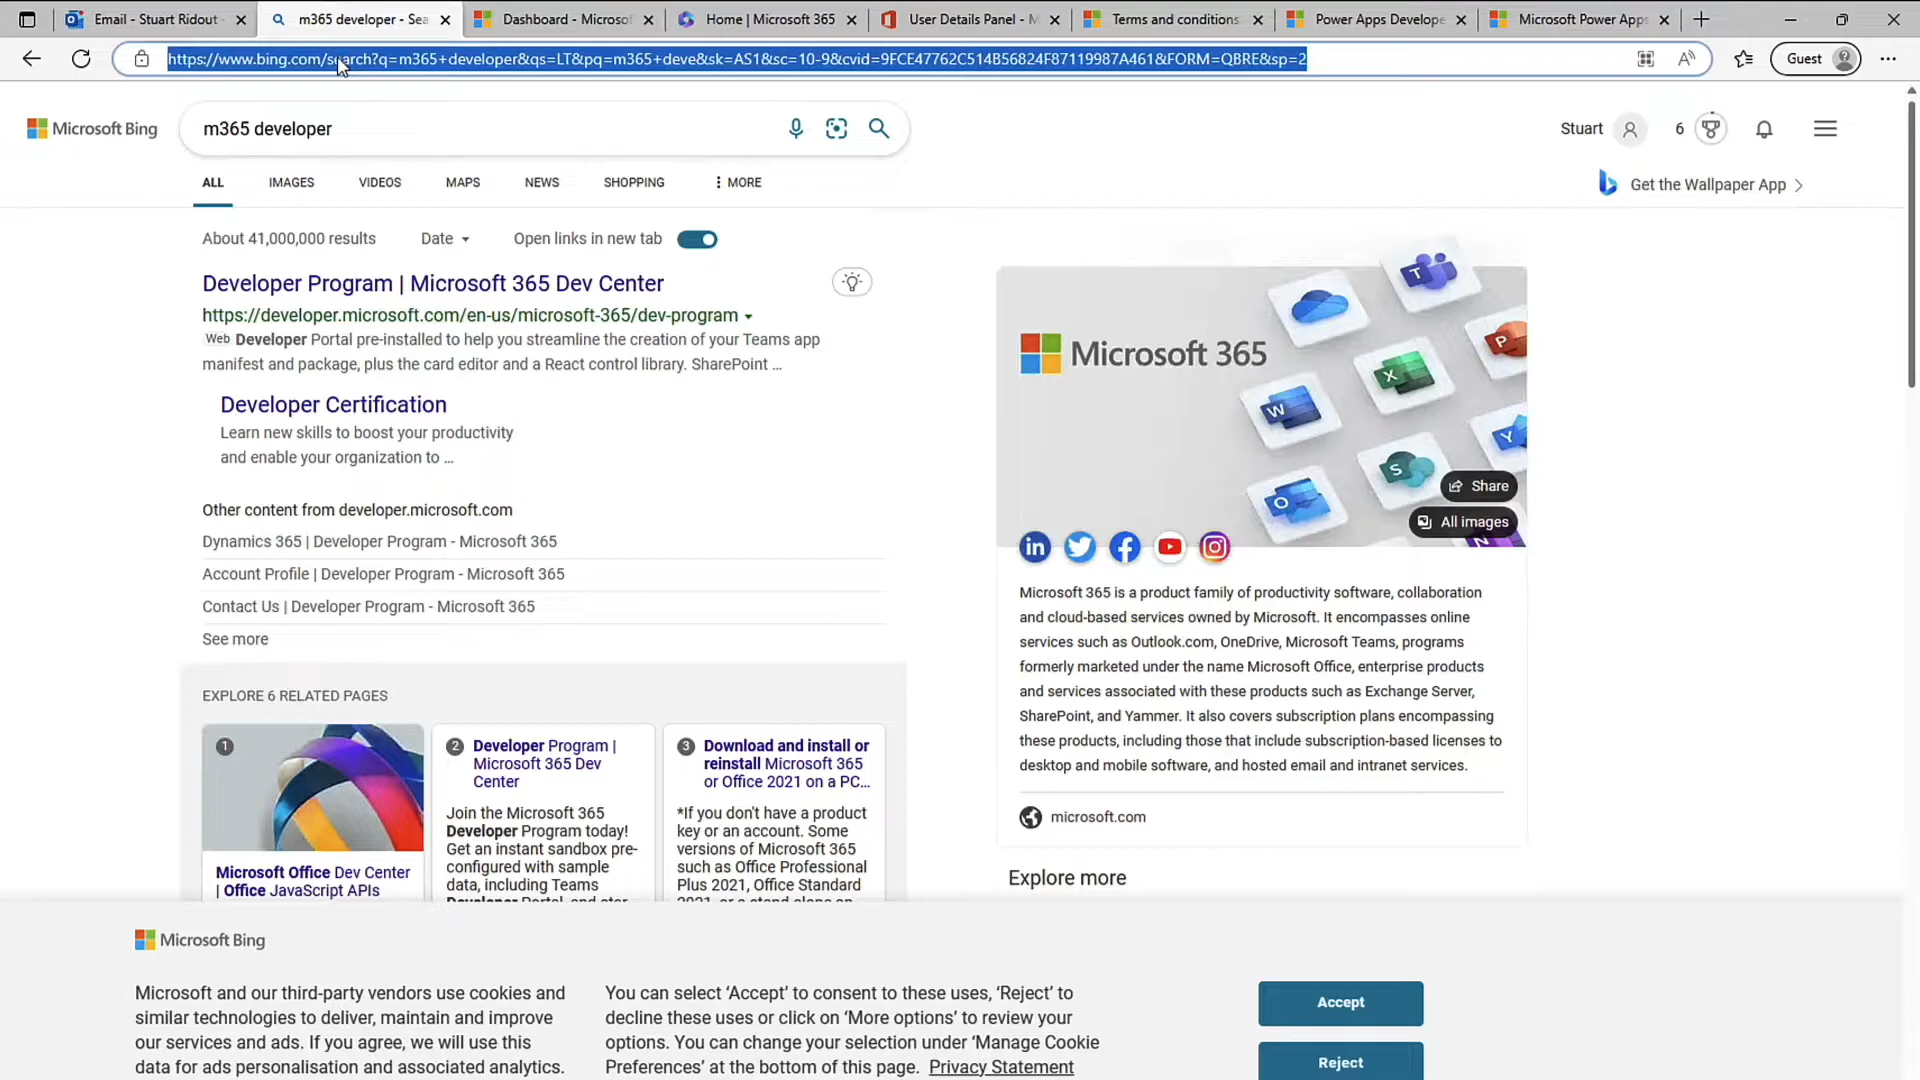 Email - Stuart Ridout
m365 developer - Sea
Dashboard - Microsof
Home | Microsoft 365
User Details Panel - M
Terms and conditions
Power Apps Develope
Microsoft Power Apps
https://www.bing.com/search?q=m365+developer&qs=LT&pq=m365+deve&sk=AS1&sc=10-9&cvid=9FCE47762C514B56824F87119987A461&FORM=QBRE&sp=2
Guest
Microsoft Bing
m365 developer
Stuart
6
ALL
IMAGES
VIDEOS
MAPS
NEWS
SHOPPING
MORE
Get the Wallpaper App
About 41,000,000 results
Date
Open links in new tab
Developer Program | Microsoft 365 Dev Center
https://developer.microsoft.com/en-us/microsoft-365/dev-program
Web Developer Portal pre-installed to help you streamline the creation of your Teams app
manifest and package, plus the card editor and a React control library. SharePoint ...
Developer Certification
Learn new skills to boost your productivity
and enable your organization to ...
Other content from developer.microsoft.com
Dynamics 365 | Developer Program - Microsoft 365
Account Profile | Developer Program - Microsoft 365
Contact Us | Developer Program - Microsoft 365
See more
EXPLORE 6 RELATED PAGES
1
Microsoft Office Dev Center
| Office JavaScript APIs
2
Developer Program |
Microsoft 365 Dev
Center
Join the Microsoft 365
Developer Program today!
Get an instant sandbox pre-
configured with sample
data, including Teams
Developer Portal, and star
3
Download and install or
reinstall Microsoft 365
or Office 2021 on a PC...
*If you don't have a product
key or an account. Some
versions of Microsoft 365
such as Office Professional
Plus 2021, Office Standard
2021, or a stand-alone ap
Microsoft 365
T
P
X
W
Y
S
O
N
Share
All images
in
Microsoft 365 is a product family of productivity software, collaboration
and cloud-based services owned by Microsoft. It encompasses online
services such as Outlook.com, OneDrive, Microsoft Teams, programs
formerly marketed under the name Microsoft Office, enterprise products
and services associated with these products such as Exchange Server,
SharePoint, and Yammer. It also covers subscription plans encompassing
these products, including those that include subscription-based licenses to
desktop and mobile software, and hosted email and intranet services.
microsoft.com
Explore more
Microsoft Bing
Microsoft and our third-party vendors use cookies and
similar technologies to deliver, maintain and improve
our services and ads. If you agree, we will use this
data for ads personalisation and associated analytics.
You can select ‘Accept’ to consent to these uses, ‘Reject’ to
decline these uses or click on ‘More options’ to review your
options. You can change your selection under ‘Manage Cookie
Preferences’ at the bottom of this page. Privacy Statement
Accept
Reject